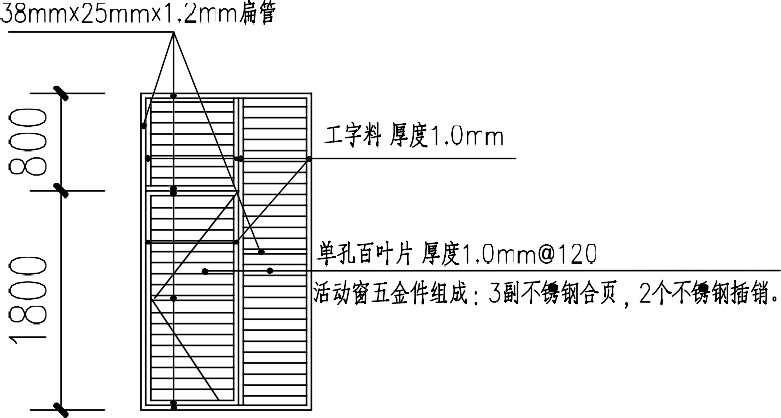 38mmx25mmx1.2mm扁管
800
工字料 厚度1.0mm
单孔百叶片 厚度1.0mm@120
1800
活动窗五金件组成：3副不锈钢合页，2个不锈钢插销。